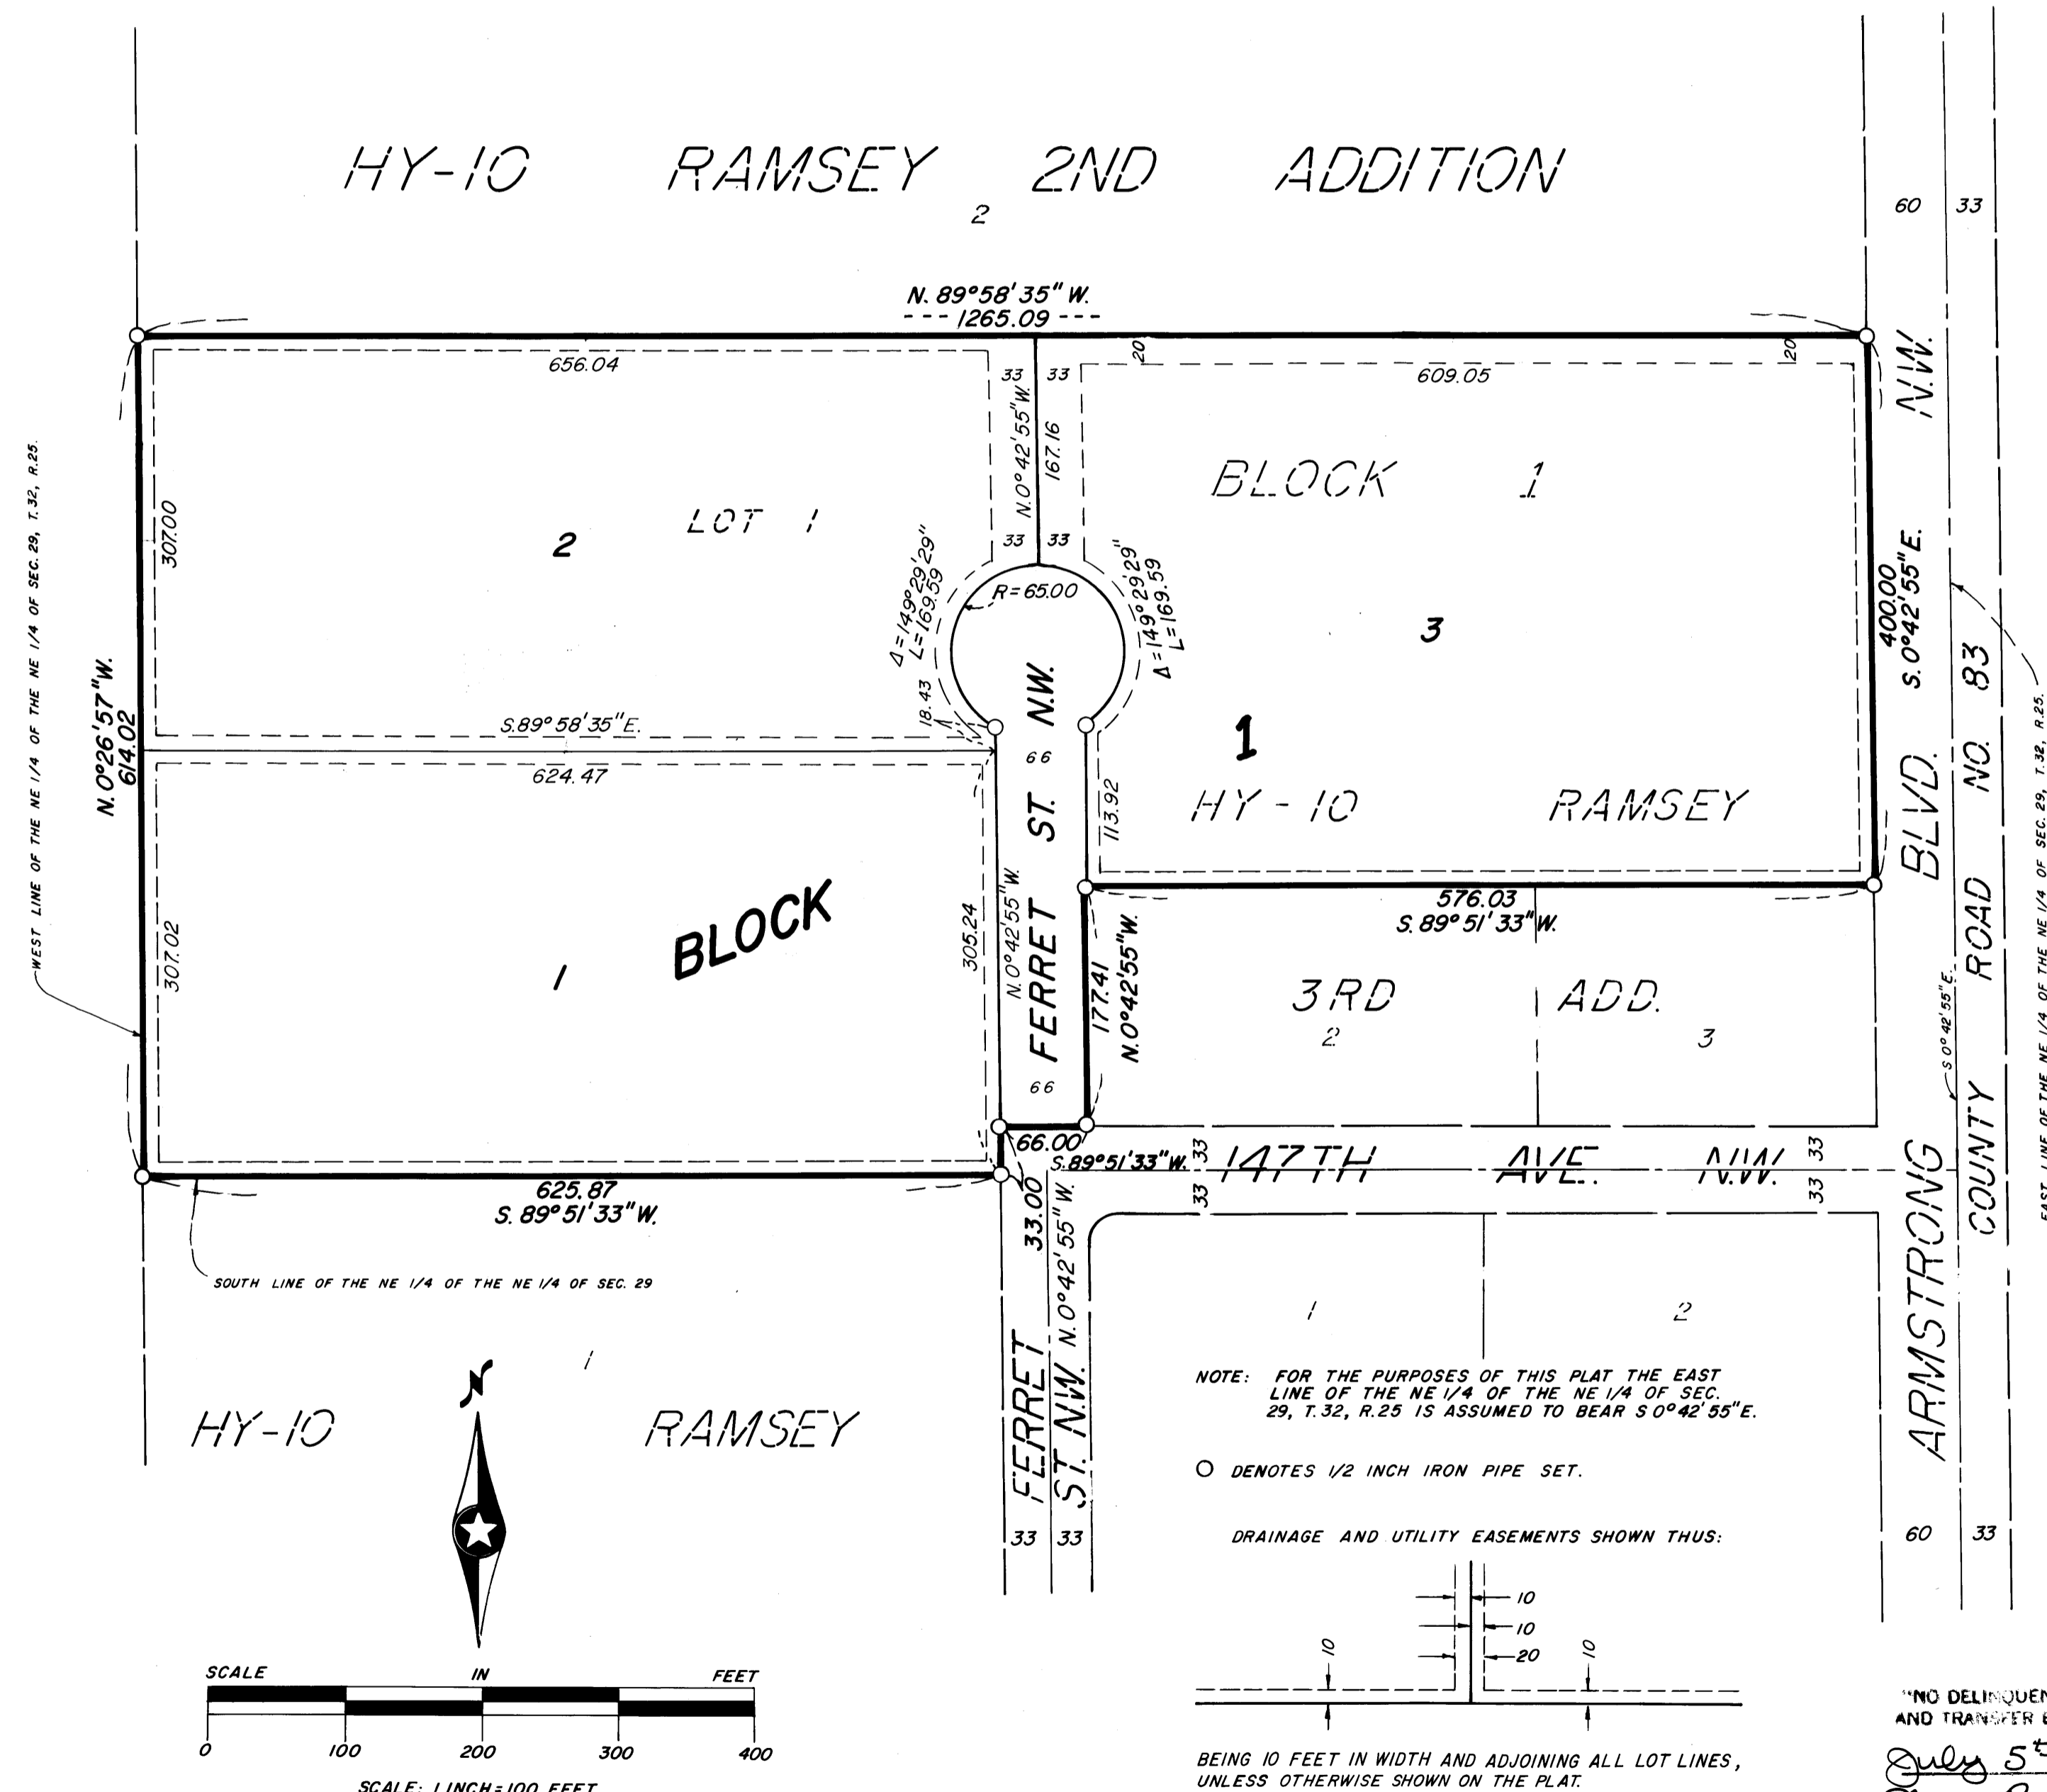 HY-10 RAMSEY 2ND ADDITION
2
60 33
N. 89°58'35" W.
--- 1265.09 ---
656.04
33 33
20
609.05
20
N.W.
N.0°42'55"W.
167.16
WEST LINE OF THE NE 1/4 OF THE NE 1/4 OF SEC. 29, T.32, R.25.
307.00
2
LOT 1
33 33
BLOCK 1
Δ=149°29'29"
L=169.59
R=65.00
Δ=149°29'29"
L=169.59
3
400.00
S.0°42'55"E.
N.0°26'57"W.
614.02
18.43
S.89°58'35"E.
624.47
FERRET ST. N.W.
66
1
113.92
HY-10 RAMSEY
BLVD.
COUNTY ROAD NO. 83
576.03
S. 89°51'33"W.
307.02
1
BLOCK
305.24
N.0°42'55"W.
177.41
N.0°42'55"W.
3RD ADD.
2 3
S 0°42'55"E.
66
66.00
S.89°51'33"W.
33
33
147TH AVE. N.W.
33
33
625.87
S. 89°51'33"W.
33.00
N.0°42'55"W.
SOUTH LINE OF THE NE 1/4 OF THE NE 1/4 OF SEC. 29
ARMSTRONG
1
1 2
HY-10 RAMSEY
N
FERRET
ST. N.W.
33 33
NOTE: FOR THE PURPOSES OF THIS PLAT THE EAST
LINE OF THE NE 1/4 OF THE NE 1/4 OF SEC.
29, T.32, R.25 IS ASSUMED TO BEAR S 0°42'55"E.
DENOTES 1/2 INCH IRON PIPE SET.
DRAINAGE AND UTILITY EASEMENTS SHOWN THUS:
60 33
10
10
20
10
10
SCALE IN FEET
0 100 200 300 400
SCALE: 1 INCH=100 FEET
BEING 10 FEET IN WIDTH AND ADJOINING ALL LOT LINES,
UNLESS OTHERWISE SHOWN ON THE PLAT.
EAST LINE OF THE NE 1/4 OF THE NE 1/4 OF SEC. 29, T.32, R.25.
"NO DELINQUEN
AND TRANSFER
July 5th